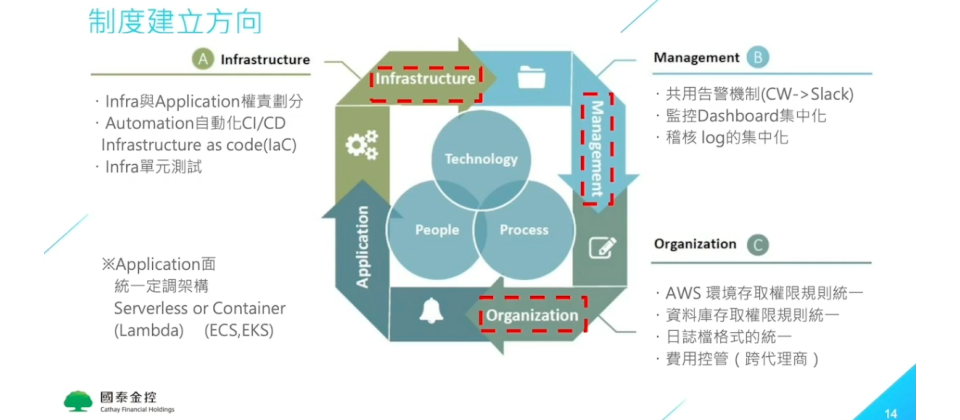 制度建立方向
A Infrastructure
· Infra與Application權責劃分
· Automation自動化CI/CD
Infrastructure as code(IaC)
· Infra單元測試
※Application面
統一定調架構
Serverless or Container
(Lambda) (ECS,EKS)
Infrastructure
Management
Organization
Application
Technology
People
Process
Management B
· 共用告警機制(CW->Slack)
· 監控Dashboard集中化
· 稽核 log的集中化
Organization C
· AWS 環境存取權限規則統一
· 資料庫存取權限規則統一
· 日誌檔格式的統一
· 費用控管（跨代理商）
國泰金控
Cathay Financial Holdings
14